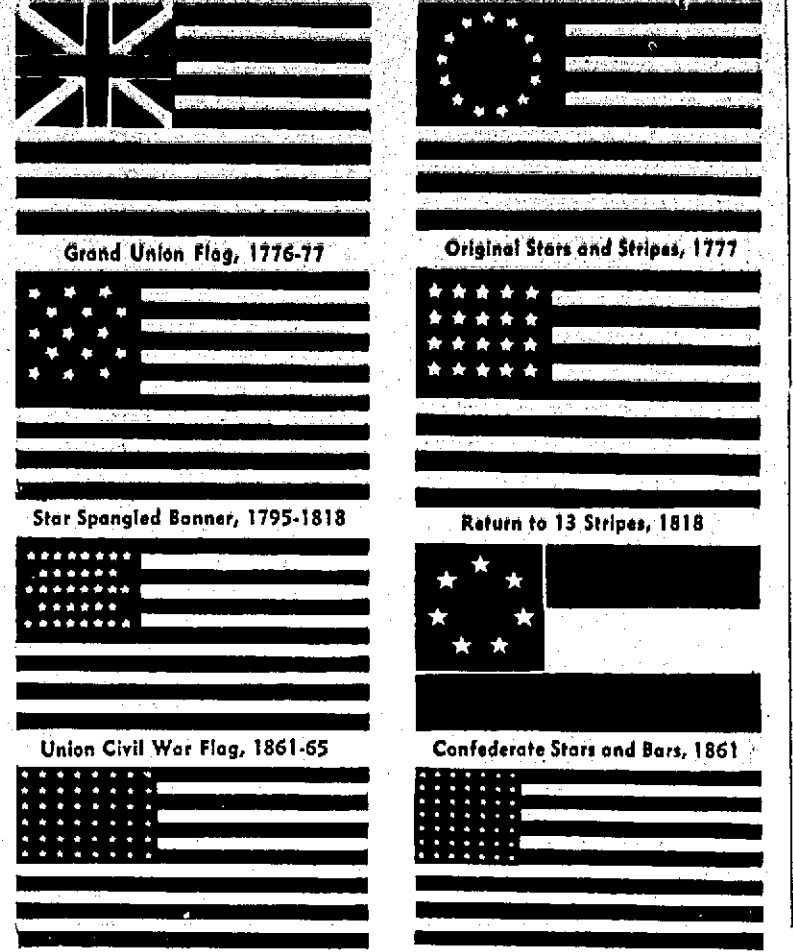 Grand Union Flag, 1776-77
Original Stars and Stripes, 1777
Star Spangled Banner, 1795-1818
Return to 13 Stripes, 1818
Union Civil War Flag, 1861-65
Confederate Stars and Bars, 1861